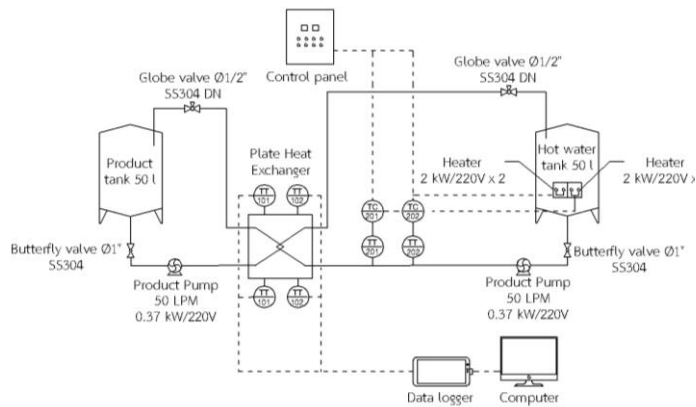 Control panel
Globe valve Ø1/2"
SS304 DN
Globe valve Ø1/2"
SS304 DN
Product
tank 50 l
Plate Heat
Exchanger
TT
101
TT
102
TC
201
TC
202
TT
201
TT
202
TT
101
TT
102
Hot water
tank 50 l
Heater
2 kW/220V x 2
Heater
2 kW/220V x
Butterfly valve Ø1"
SS304
Product Pump
50 LPM
0.37 kW/220V
Product Pump
50 LPM
0.37 kW/220V
Butterfly valve Ø1"
SS304
Data logger
Computer